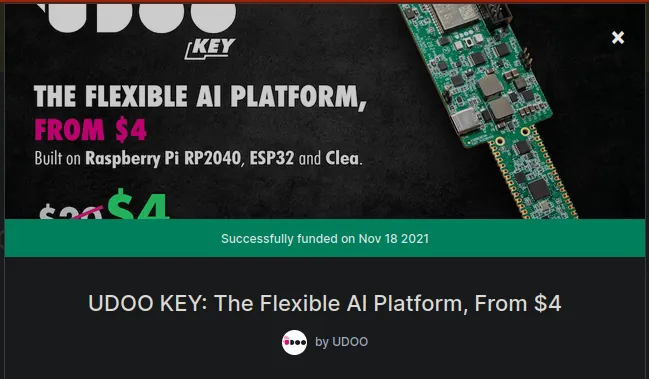 UDOO
KEY
THE FLEXIBLE AI PLATFORM,
FROM $4
Built on Raspberry Pi RP2040, ESP32 and Clea.
$20 $4
Successfully funded on Nov 18 2021
UDOO KEY: The Flexible AI Platform, From $4
UDOO by UDOO